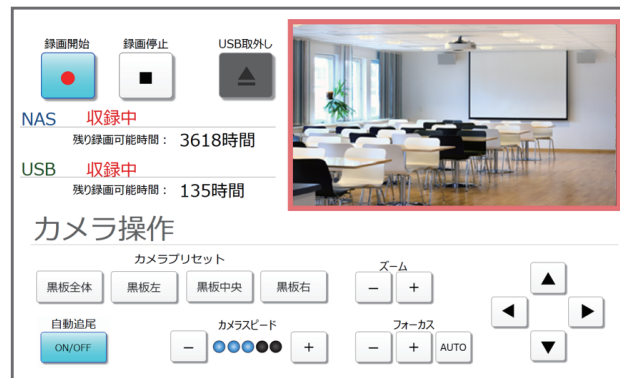 録画開始 録画停止 USB取外し
NAS 収録中
残り録画可能時間： 3618時間
USB 収録中
残り録画可能時間： 135時間
カメラ操作
カメラプリセット ズーム
黒板全体 黒板左 黒板中央 黒板右 − +
自動追尾 カメラスピード フォーカス
ON/OFF − + − + AUTO